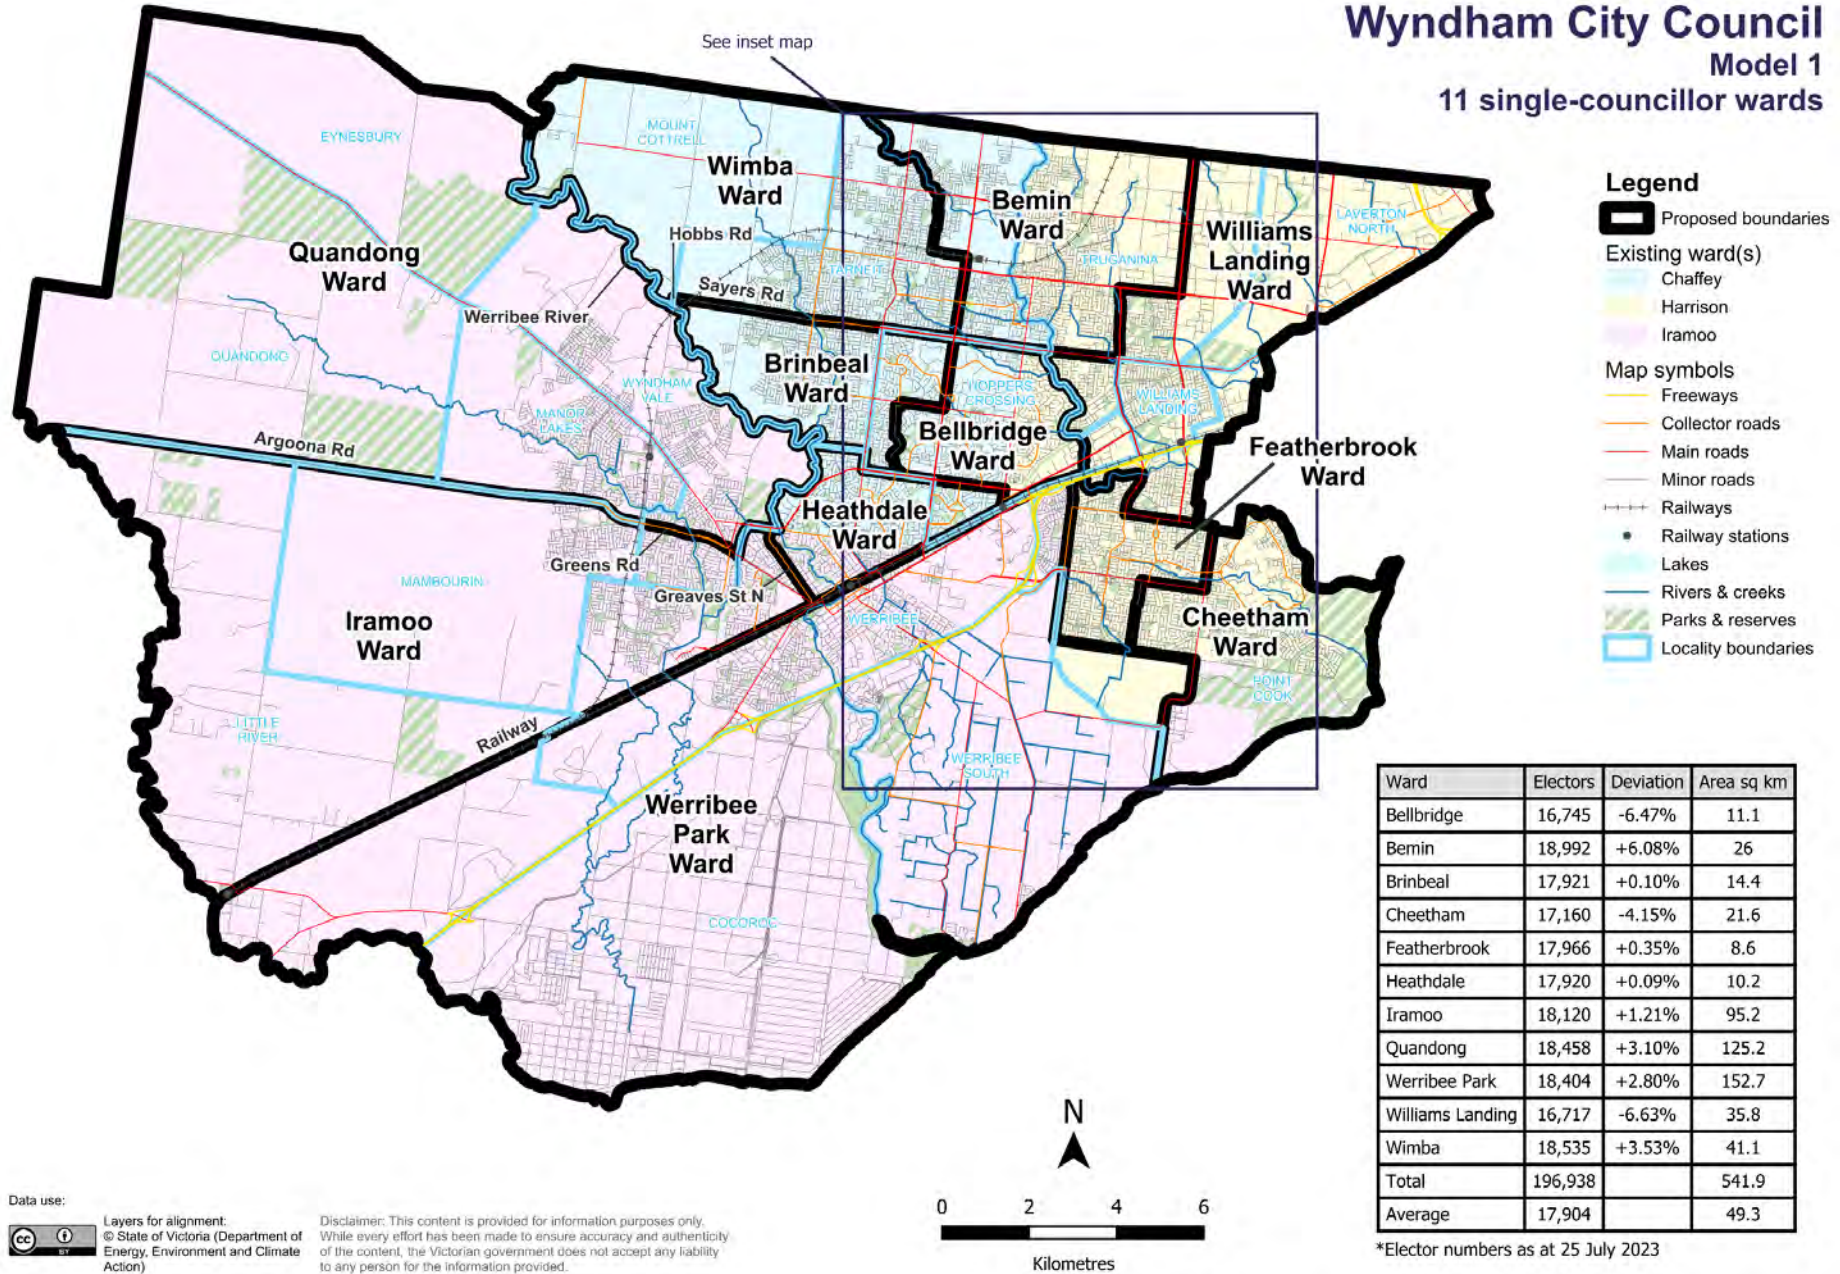 Wyndham City Council
Model 1
11 single-councillor wards
See inset map
EYNESBURY
MOUNT
COTTRELL
Wimba
Ward
Bemin
Ward
Williams
Landing
Ward
LAVERTON
NORTH
Quandong
Ward
Hobbs Rd
TARNEIT
TRUGANINA
Sayers Rd
Werribee River
QUANDONG
WYNDHAM
VALE
Brinbeal
Ward
HOPPERS
CROSSING
WILLIAMS
LANDING
MANOR
LAKES
Bellbridge
Ward
Featherbrook
Ward
Argoona Rd
Heathdale
Ward
Greens Rd
MAMBOURIN
Greaves St N
WERRIBEE
Iramoo
Ward
Cheetham
Ward
POINT
COOK
LITTLE
RIVER
Railway
WERRIBEE
SOUTH
Werribee
Park
Ward
COCOROC
Legend
Proposed boundaries
Existing ward(s)
Chaffey
Harrison
Iramoo
Map symbols
Freeways
Collector roads
Main roads
Minor roads
Railways
Railway stations
Lakes
Rivers & creeks
Parks & reserves
Locality boundaries
Ward Electors Deviation Area sq km
Bellbridge 16,745 -6.47% 11.1
Bemin 18,992 +6.08% 26
Brinbeal 17,921 +0.10% 14.4
Cheetham 17,160 -4.15% 21.6
Featherbrook 17,966 +0.35% 8.6
Heathdale 17,920 +0.09% 10.2
Iramoo 18,120 +1.21% 95.2
Quandong 18,458 +3.10% 125.2
Werribee Park 18,404 +2.80% 152.7
Williams Landing 16,717 -6.63% 35.8
Wimba 18,535 +3.53% 41.1
Total 196,938 541.9
Average 17,904 49.3
*Elector numbers as at 25 July 2023
N
0 2 4 6
Kilometres
Data use:
cc BY
Layers for alignment:
© State of Victoria (Department of
Energy, Environment and Climate
Action)
Disclaimer: This content is provided for information purposes only.
While every effort has been made to ensure accuracy and authenticity
of the content, the Victorian government does not accept any liability
to any person for the information provided.